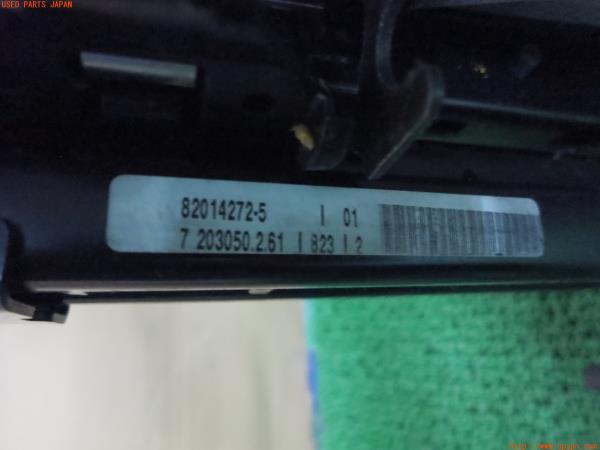 USED PARTS JAPAN
82014272-5 | 01
7 203050.2.61 | 823 | 2